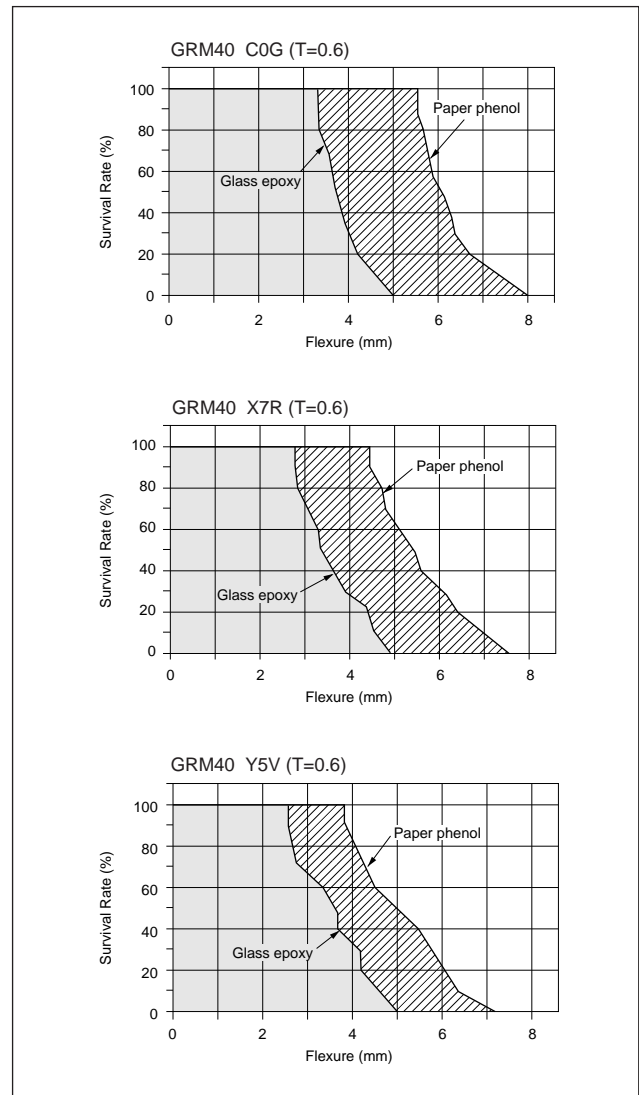 GRM40 C0G (T=0.6)
Survival Rate (%)
100
80
60
40
20
0
Paper phenol
Glass epoxy
0 2 4 6 8
Flexure (mm)
GRM40 X7R (T=0.6)
Survival Rate (%)
100
80
60
40
20
0
Paper phenol
Glass epoxy
0 2 4 6 8
Flexure (mm)
GRM40 Y5V (T=0.6)
Survival Rate (%)
100
80
60
40
20
0
Paper phenol
Glass epoxy
0 2 4 6 8
Flexure (mm)